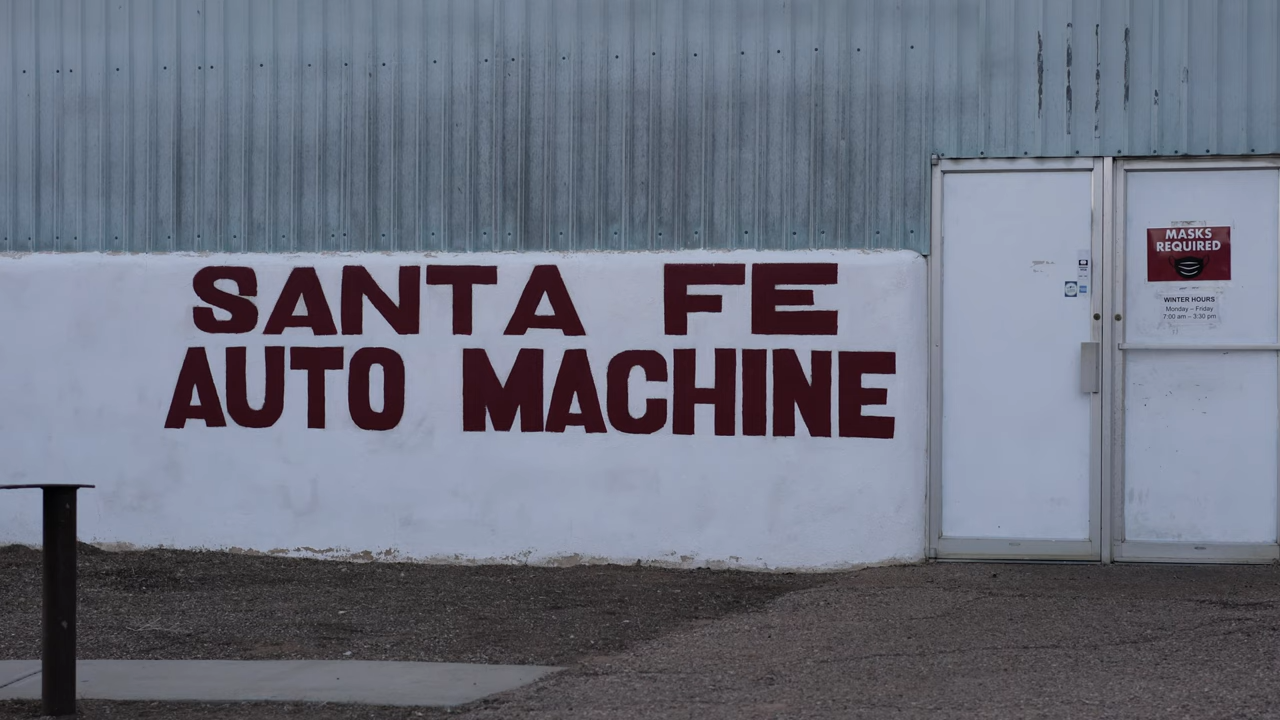 SANTA FE
AUTO MACHINE
MASKS
REQUIRED
WINTER HOURS
Monday – Friday
7:00 am – 3:30 pm